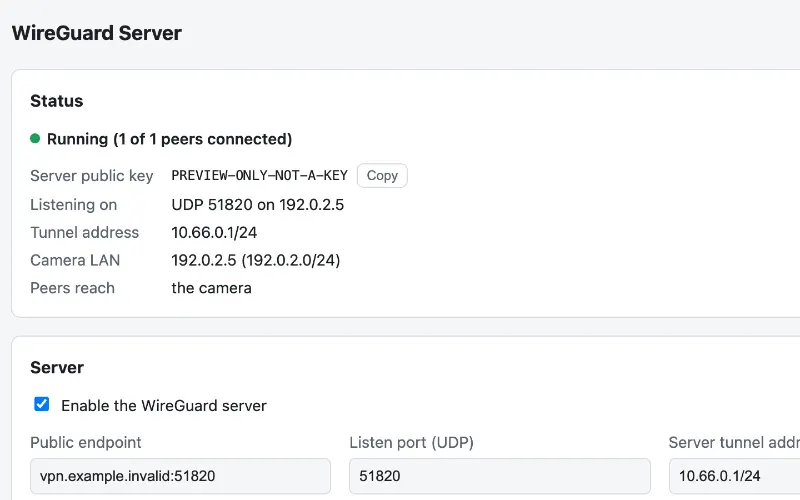 WireGuard Server
Status
Running (1 of 1 peers connected)
Server public key PREVIEW-ONLY-NOT-A-KEY Copy
Listening on UDP 51820 on 192.0.2.5
Tunnel address 10.66.0.1/24
Camera LAN 192.0.2.5 (192.0.2.0/24)
Peers reach the camera
Server
Enable the WireGuard server
Public endpoint Listen port (UDP) Server tunnel addr
vpn.example.invalid:51820 51820 10.66.0.1/24